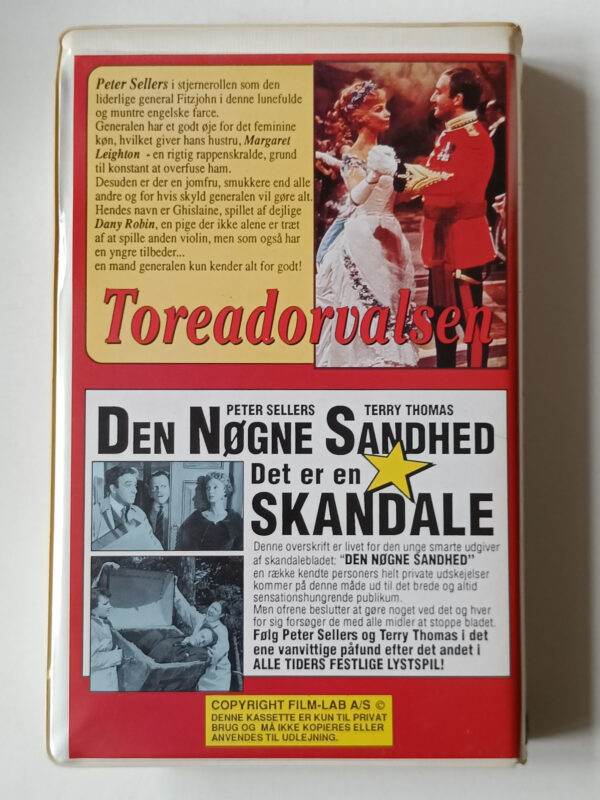 Peter Sellers i stjernerollen som den
liderlige general Fitzjohn i denne lunefulde
og muntre engelske farce.
Generalen har et godt øje for det feminine
køn, hvilket giver hans hustru, Margaret
Leighton - en rigtig rappenskralde, grund
til konstant at overfuse ham.
Desuden er der en jomfru, smukkere end alle
andre og for hvis skyld generalen vil gøre alt.
Hendes navn er Ghislaine, spillet af dejlige
Dany Robin, en pige der ikke alene er træt
af at spille anden violin, men som også har
en yngre tilbeder...
en mand generalen kun kender alt for godt!
Toreadorvalsen
PETER SELLERS TERRY THOMAS
DEN NØGNE SANDHED
Det er en
SKANDALE
Denne overskrift er livet for den unge smarte udgiver
af skandalebladet: "DEN NØGNE SANDHED"
en række kendte personers helt private udskejelser
kommer på denne måde ud til det brede og altid
sensationshungrende publikum.
Men ofrene beslutter at gøre noget ved det og hver
for sig forsøger de med alle midler at stoppe bladet.
Følg Peter Sellers og Terry Thomas i det
ene vanvittige påfund efter det andet i
ALLE TIDERS FESTLIGE LYSTSPIL!
COPYRIGHT FILM-LAB A/S ©
DENNE KASSETTE ER KUN TIL PRIVAT
BRUG OG MÅ IKKE KOPIERES ELLER
ANVENDES TIL UDLEJNING.